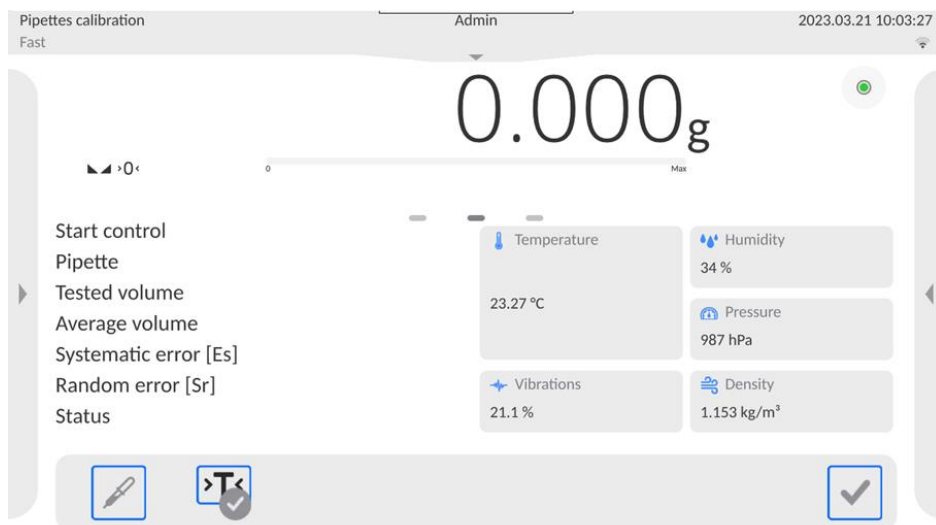 Pipettes calibration Admin 2023.03.21 10:03:27
Fast
0.000 g
>0<
0 Max
Start control
Pipette
Tested volume
Average volume
Systematic error [Es]
Random error [Sr]
Status
Temperature
23.27 °C
Humidity
34 %
Pressure
987 hPa
Vibrations
21.1 %
Density
1.153 kg/m³
>T<